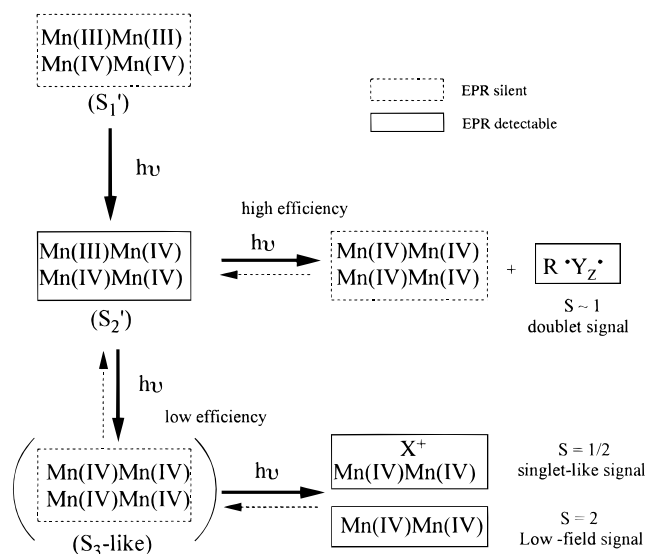 Mn(III)Mn(III)
Mn(IV)Mn(IV)
(S₁')
EPR silent
EPR detectable
hυ
high efficiency
Mn(III)Mn(IV)
Mn(IV)Mn(IV)
(S₂')
hυ
Mn(IV)Mn(IV)
Mn(IV)Mn(IV)
+
R •Y_Z•
S ~ 1
doublet signal
hυ
low efficiency
Mn(IV)Mn(IV)
Mn(IV)Mn(IV)
(S₃-like)
hυ
X⁺
Mn(IV)Mn(IV)
S = 1/2
singlet-like signal
Mn(IV)Mn(IV)
S = 2
Low -field signal